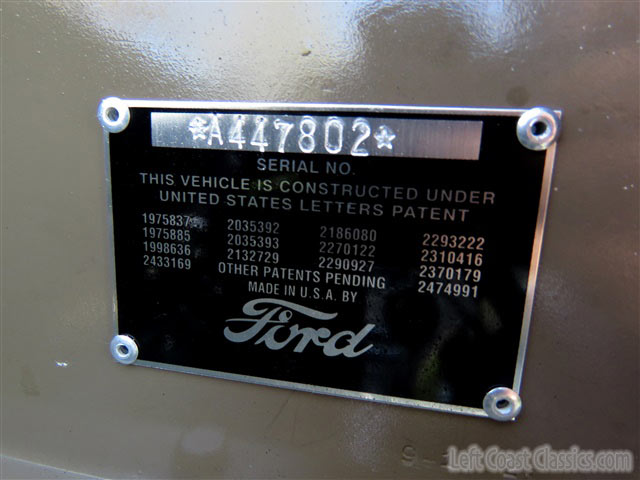 *A447802*
SERIAL NO.
THIS VEHICLE IS CONSTRUCTED UNDER
UNITED STATES LETTERS PATENT
1975837 2035392 2186080 2293222
1975885 2035393 2270122 2310416
1998636 2132729 2290927 2370179
2433169 OTHER PATENTS PENDING 2474991
MADE IN U.S.A. BY
Ford
Left Coast Classics.com